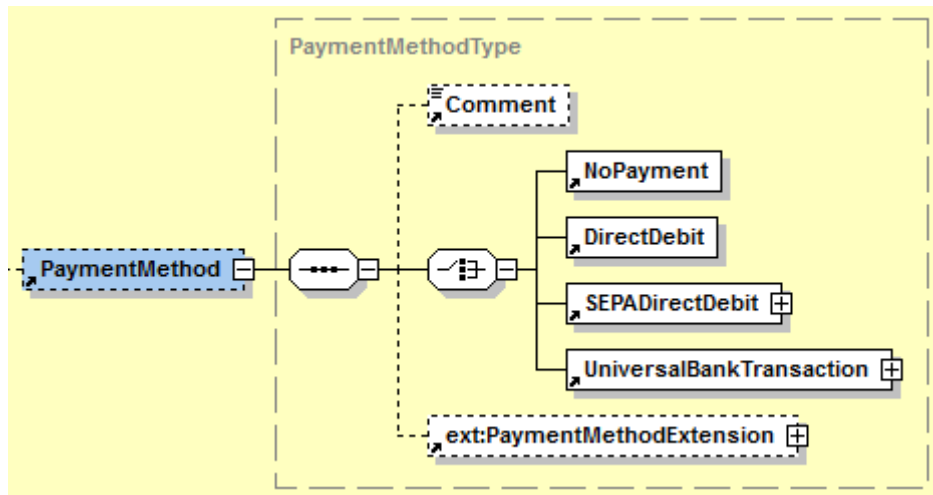 PaymentMethodType
Comment
NoPayment
DirectDebit
PaymentMethod
SEPADirectDebit
UniversalBankTransaction
ext:PaymentMethodExtension